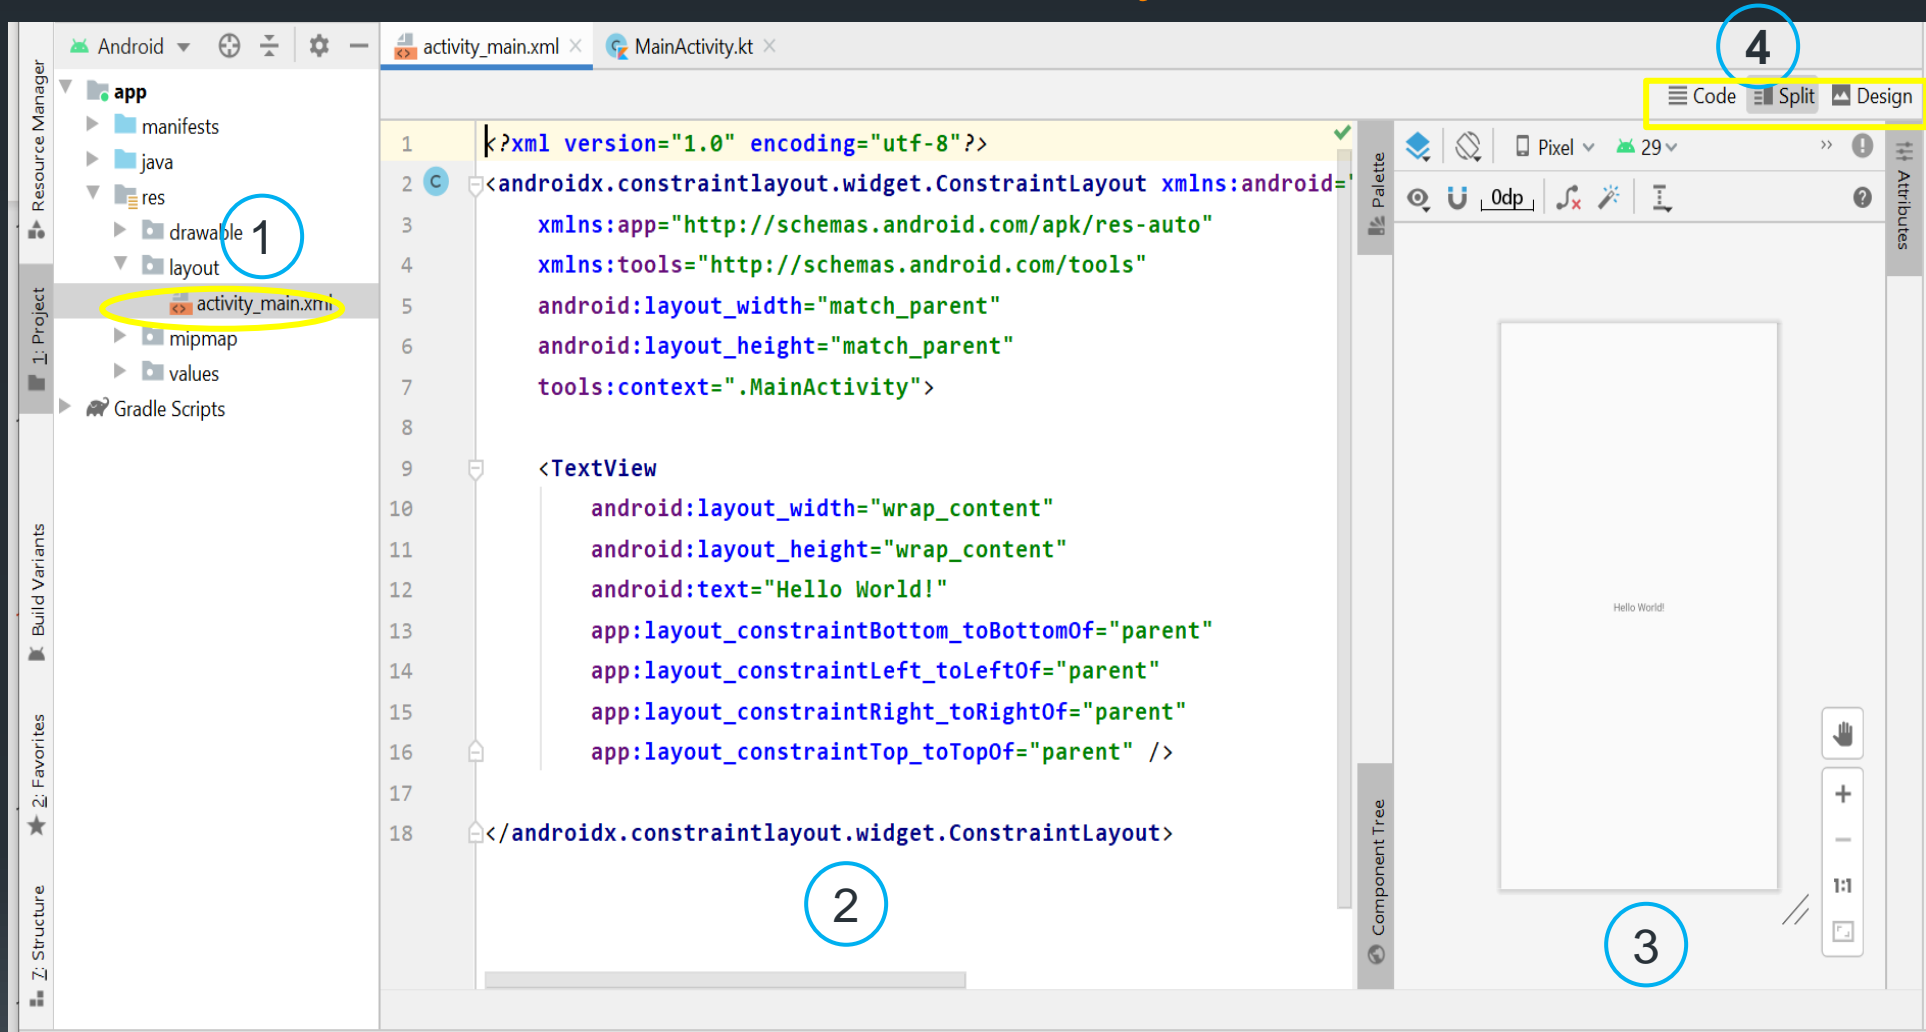 Android
activity_main.xml
MainActivity.kt
4
Code
Split
Design
Resource Manager
1: Project
Build Variants
2: Favorites
7: Structure
app
manifests
java
res
drawable
1
layout
activity_main.xml
mipmap
values
Gradle Scripts
1 <?xml version="1.0" encoding="utf-8"?>
2 C <androidx.constraintlayout.widget.ConstraintLayout xmlns:android="
3 xmlns:app="http://schemas.android.com/apk/res-auto"
4 xmlns:tools="http://schemas.android.com/tools"
5 android:layout_width="match_parent"
6 android:layout_height="match_parent"
7 tools:context=".MainActivity">
8
9 <TextView
10 android:layout_width="wrap_content"
11 android:layout_height="wrap_content"
12 android:text="Hello World!"
13 app:layout_constraintBottom_toBottomOf="parent"
14 app:layout_constraintLeft_toLeftOf="parent"
15 app:layout_constraintRight_toRightOf="parent"
16 app:layout_constraintTop_toTopOf="parent" />
17
18 </androidx.constraintlayout.widget.ConstraintLayout>
2
Palette
Component Tree
Pixel
29
0dp
Attributes
Hello World!
1:1
3